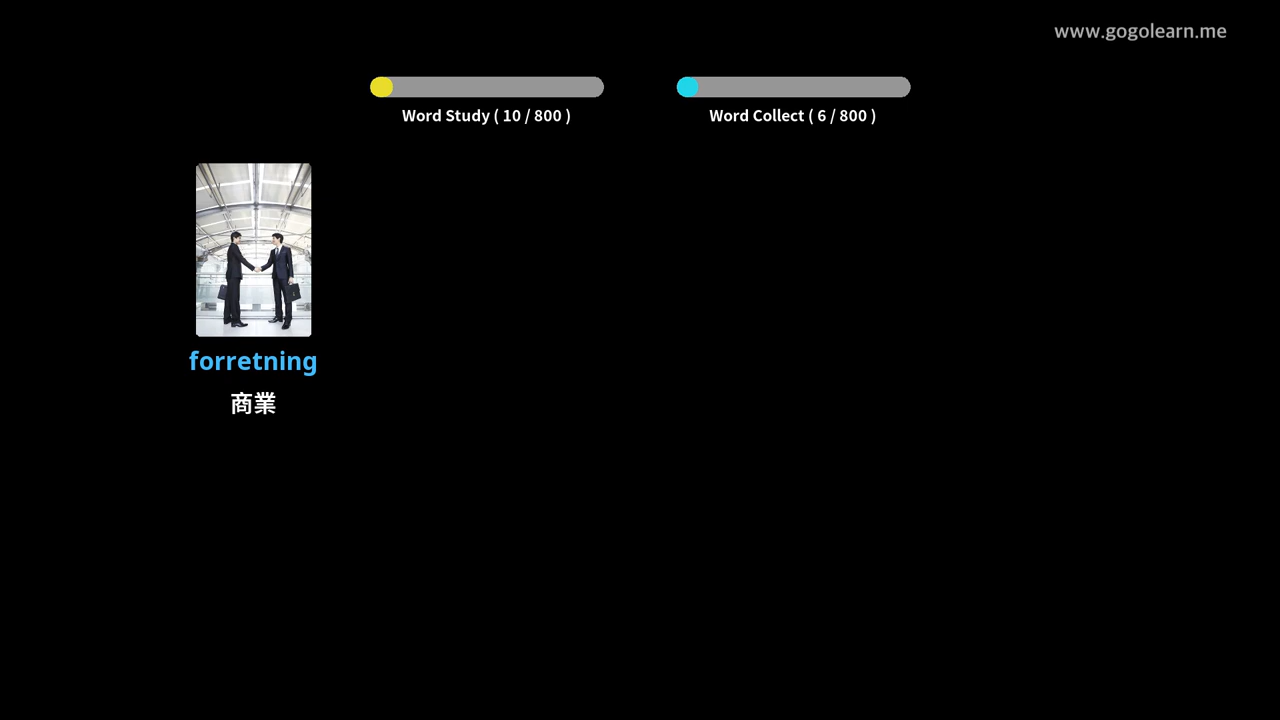 www.gogolearn.me
Word Study ( 10 / 800 )
Word Collect ( 6 / 800 )
forretning
商業